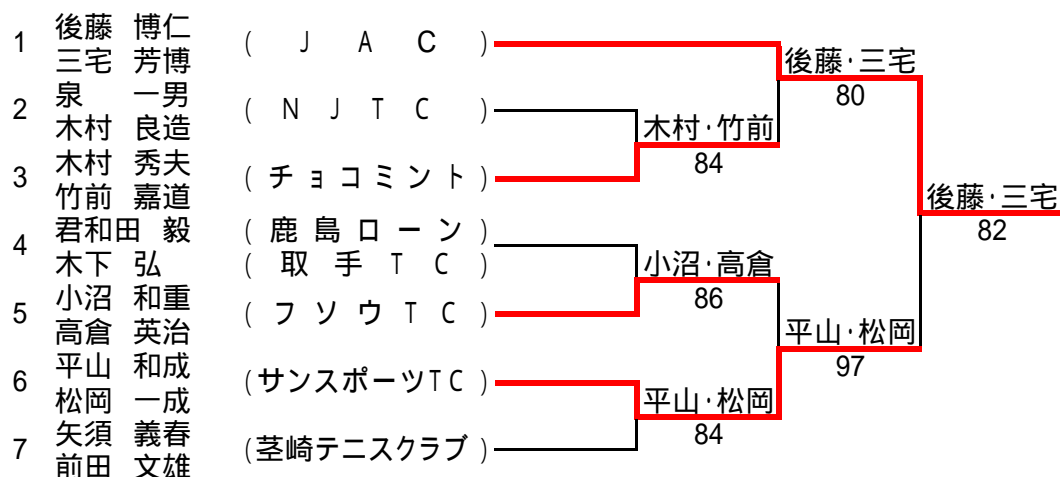 1 後藤 博仁 ( J A C )
三宅 芳博
後藤・三宅
80
2 泉 一男 ( N J T C )
木村 良造
木村・竹前
84
3 木村 秀夫 ( チョコミント )
竹前 嘉道
後藤・三宅
82
4 君和田 毅 ( 鹿島ローン )
木下 弘 ( 取手TC )
小沼・高倉
86
5 小沼 和重 ( フソウTC )
高倉 英治
平山・松岡
97
6 平山 和成 (サンスポーツTC )
松岡 一成
平山・松岡
84
7 矢須 義春 (茎崎テニスクラブ )
前田 文雄